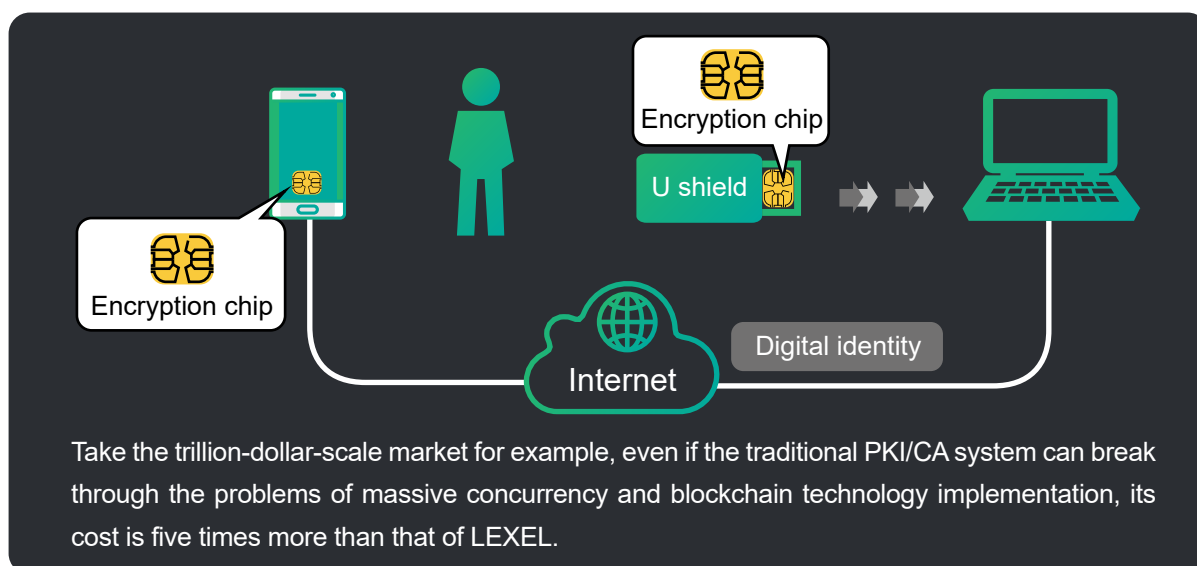 Encryption chip
U shield
Encryption chip
Internet
Digital identity
Take the trillion-dollar-scale market for example, even if the traditional PKI/CA system can break
through the problems of massive concurrency and blockchain technology implementation, its
cost is five times more than that of LEXEL.